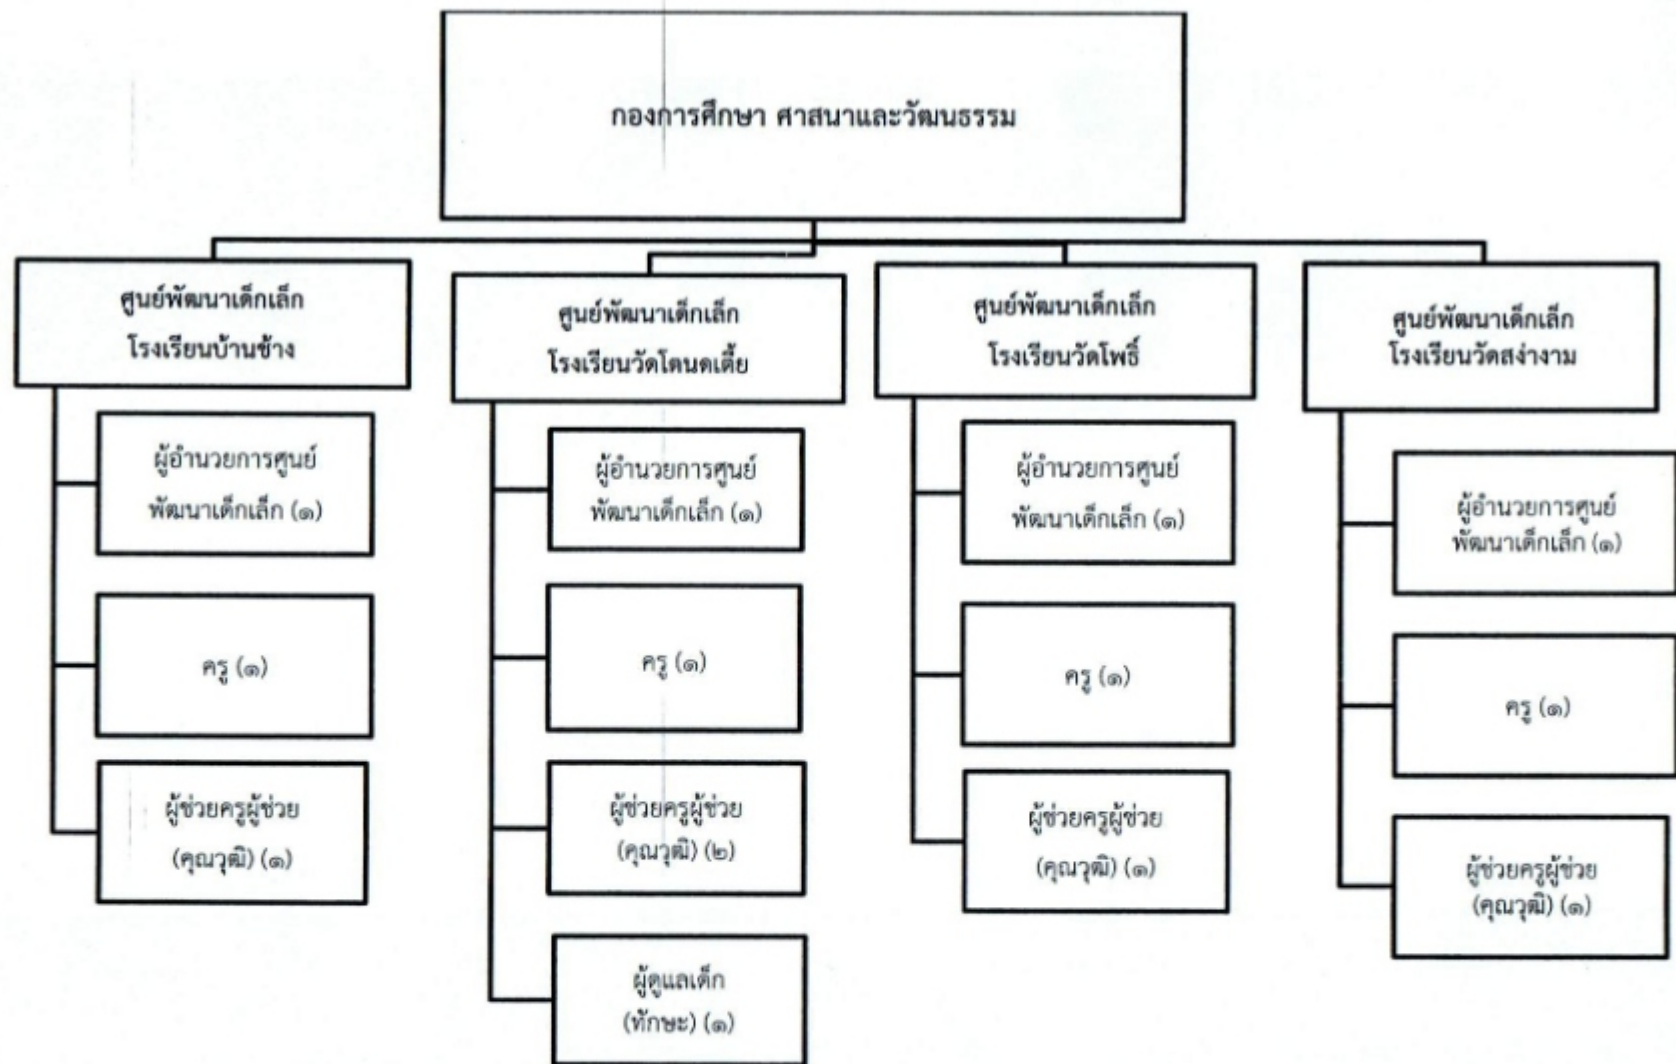 กองการศึกษา ศาสนาและวัฒนธรรม
ศูนย์พัฒนาเด็กเล็ก
โรงเรียนบ้านช้าง
ผู้อำนวยการศูนย์
พัฒนาเด็กเล็ก (๑)
ครู (๑)
ผู้ช่วยครูผู้ช่วย
(คุณวุฒิ) (๑)
ศูนย์พัฒนาเด็กเล็ก
โรงเรียนวัดโตนดเตี้ย
ผู้อำนวยการศูนย์
พัฒนาเด็กเล็ก (๑)
ครู (๑)
ผู้ช่วยครูผู้ช่วย
(คุณวุฒิ) (๒)
ผู้ดูแลเด็ก
(ทักษะ) (๑)
ศูนย์พัฒนาเด็กเล็ก
โรงเรียนวัดโพธิ์
ผู้อำนวยการศูนย์
พัฒนาเด็กเล็ก (๑)
ครู (๑)
ผู้ช่วยครูผู้ช่วย
(คุณวุฒิ) (๑)
ศูนย์พัฒนาเด็กเล็ก
โรงเรียนวัดสง่างาม
ผู้อำนวยการศูนย์
พัฒนาเด็กเล็ก (๑)
ครู (๑)
ผู้ช่วยครูผู้ช่วย
(คุณวุฒิ) (๑)